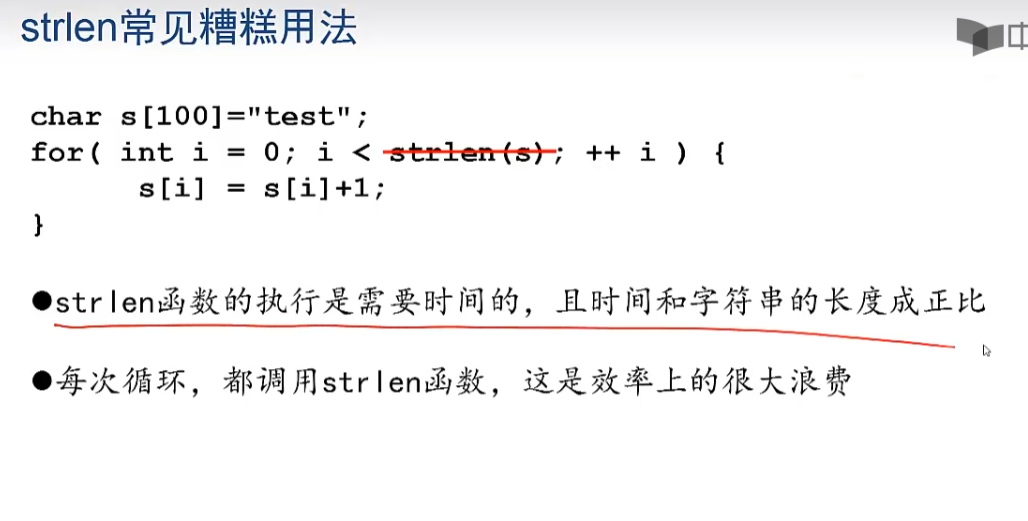 strlen常见糟糕用法
char s[100]="test";
for( int i = 0; i < strlen(s); ++ i ) {
s[i] = s[i]+1;
}
●strlen函数的执行是需要时间的，且时间和字符串的长度成正比
●每次循环，都调用strlen函数，这是效率上的很大浪费